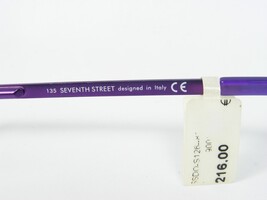 135 SEVENTH STREET designed in Italy CE
€
216.00